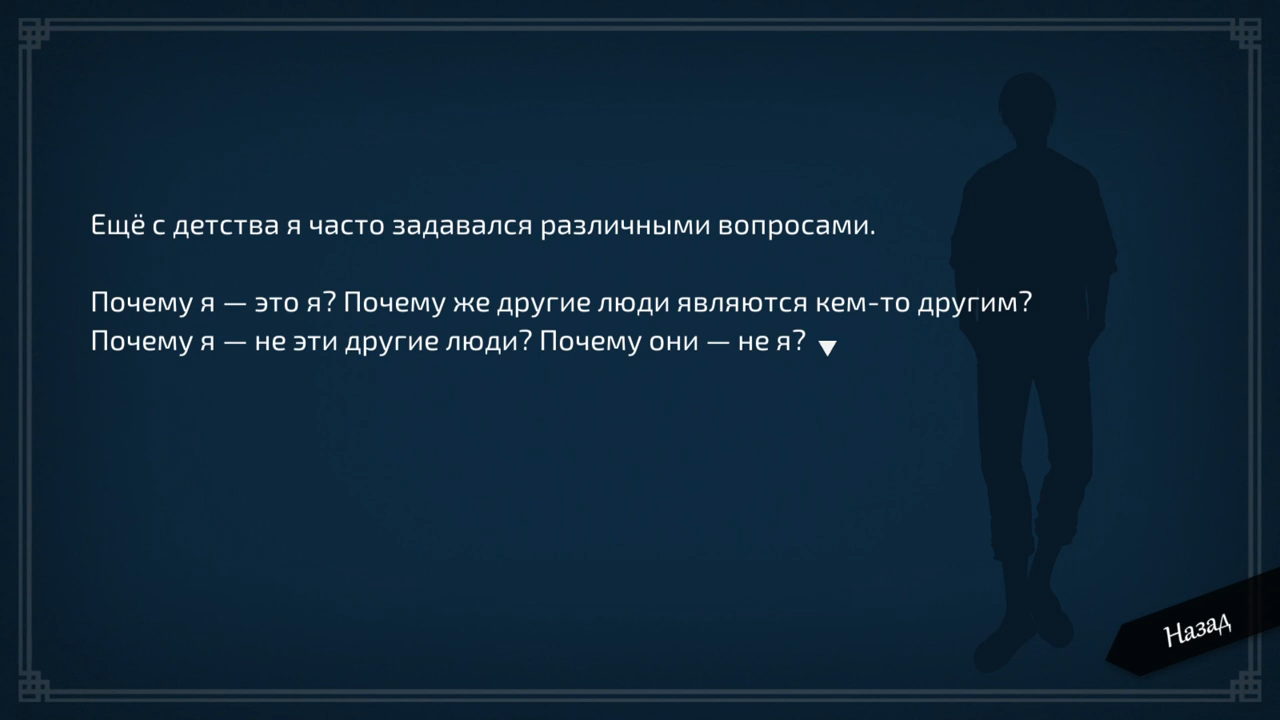 Ещё с детства я часто задавался различными вопросами.
Почему я — это я? Почему же другие люди являются кем-то другим?
Почему я — не эти другие люди? Почему они — не я?
Назад